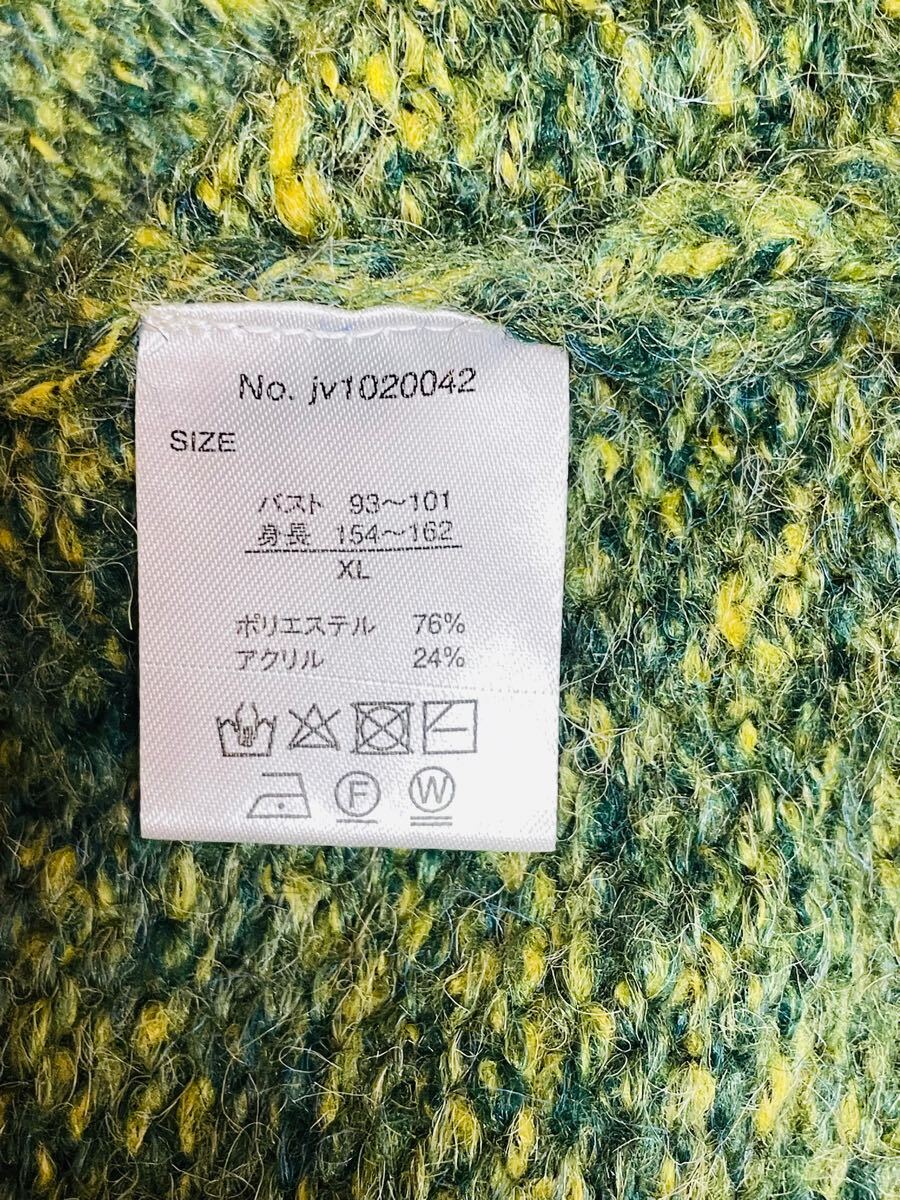 No. jv1020042
SIZE
バスト 93～101
身長 154～162
XL
ポリエステル 76%
アクリル 24%
F W